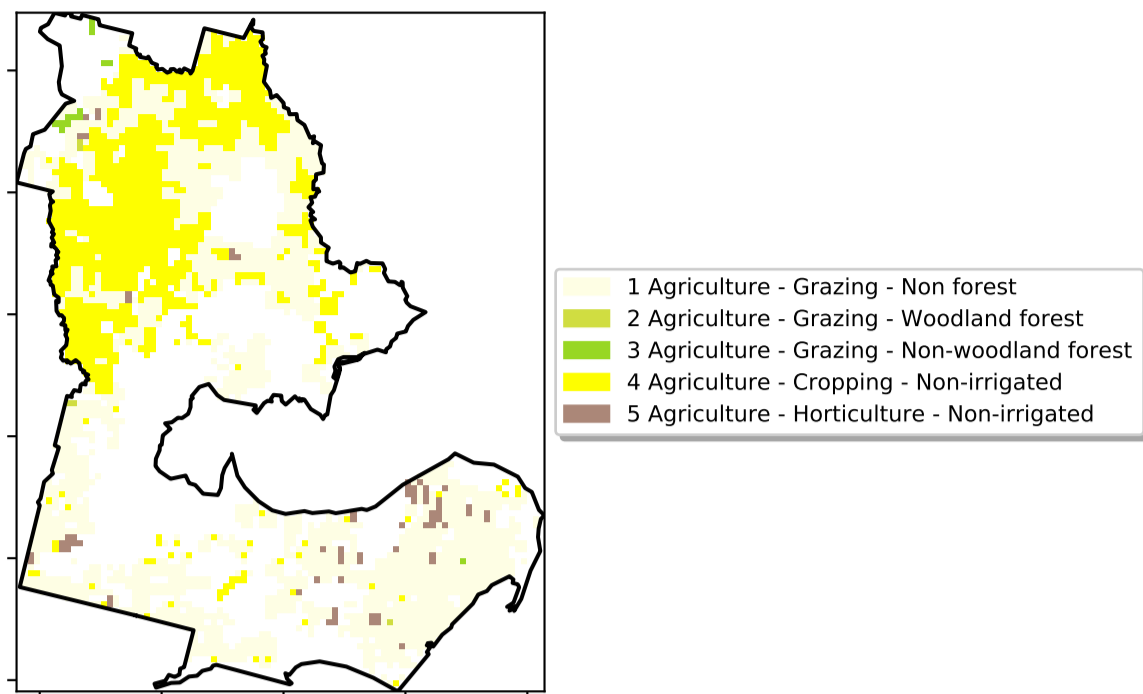 1 Agriculture - Grazing - Non forest
2 Agriculture - Grazing - Woodland forest
3 Agriculture - Grazing - Non-woodland forest
4 Agriculture - Cropping - Non-irrigated
5 Agriculture - Horticulture - Non-irrigated